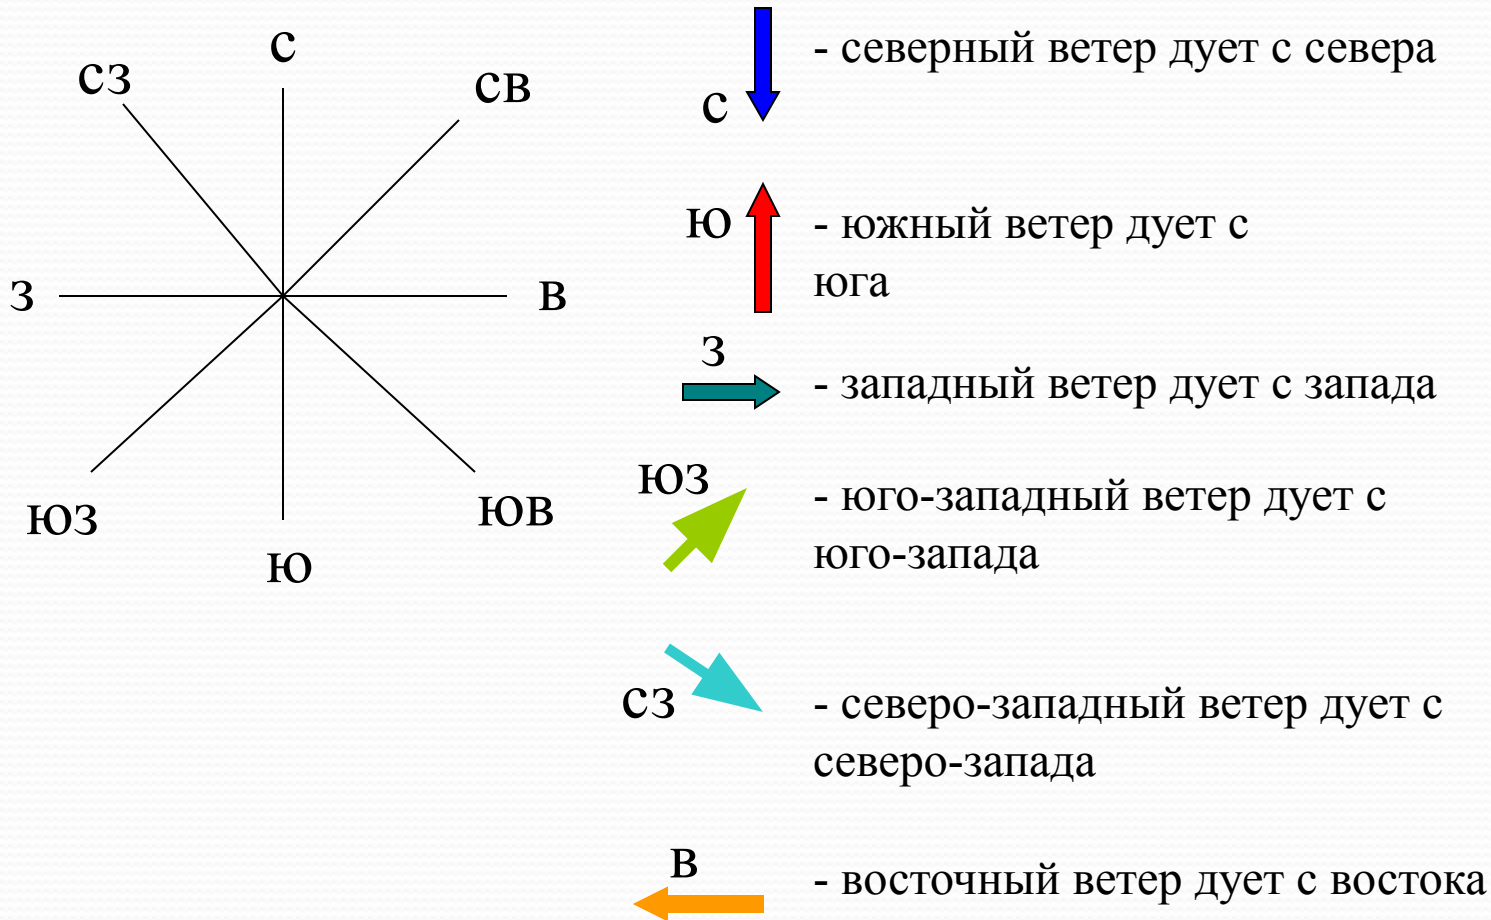 с
сз
св
з
в
юз
юв
ю
с
- северный ветер дует с севера
ю
- южный ветер дует с
юга
з
- западный ветер дует с запада
юз
- юго-западный ветер дует с
юго-запада
сз
- северо-западный ветер дует с
северо-запада
в
- восточный ветер дует с востока